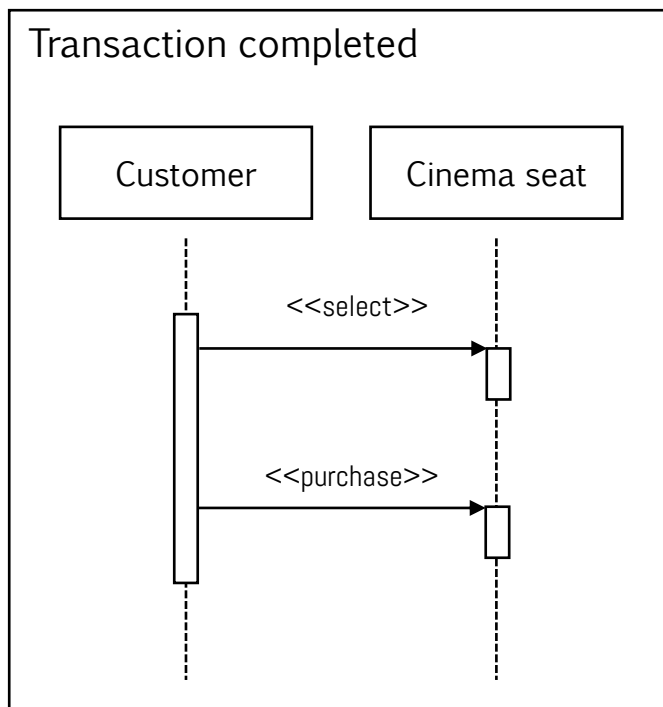 Transaction completed
Customer
Cinema seat
<<select>>
<<purchase>>